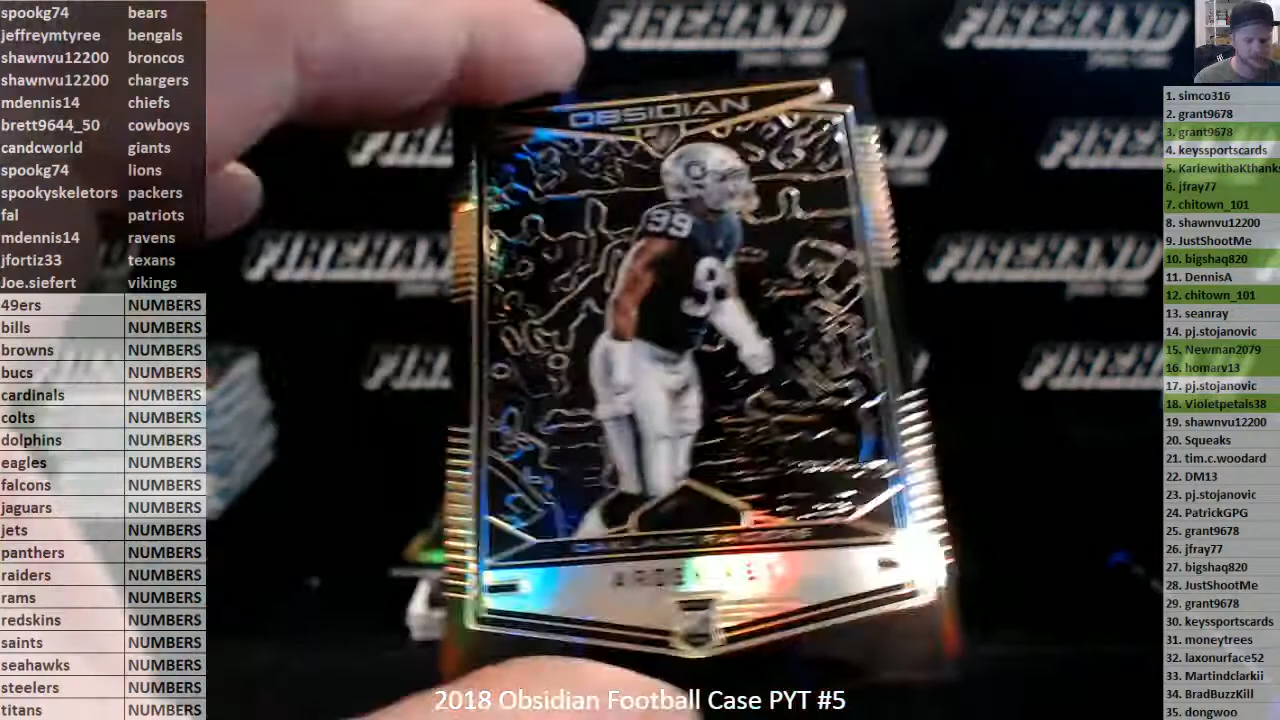 spookg74 bears
jeffreymtyree bengals
shawnvu12200 broncos
shawnvu12200 chargers
mdennis14 chiefs
brett9644_50 cowboys
candcworld giants
spookg74 lions
spookyskeletors packers
fal patriots
mdennis14 ravens
jfortiz33 texans
Joe.siefert vikings
49ers NUMBERS
bills NUMBERS
browns NUMBERS
bucs NUMBERS
cardinals NUMBERS
colts NUMBERS
dolphins NUMBERS
eagles NUMBERS
falcons NUMBERS
jaguars NUMBERS
jets NUMBERS
panthers NUMBERS
raiders NUMBERS
rams NUMBERS
redskins NUMBERS
saints NUMBERS
seahawks NUMBERS
steelers NUMBERS
titans NUMBERS
FIREHAND
FIREHAND
FIREHAND
FIREHAND
OBSIDIAN
99
1. simco316
2. grant9678
3. grant9678
4. keyssportscards
5. KariewithaKthanks
6. jfray77
7. chitown_101
8. shawnvu12200
9. JustShootMe
10. bigshaq820
11. DennisA
12. chitown_101
13. seanray
14. pj.stojanovic
15. Newman2079
16. homarv13
17. pj.stojanovic
18. Violetpetals38
19. shawnvu12200
20. Squeaks
21. tim.c.woodard
22. DM13
23. pj.stojanovic
24. PatrickGPG
25. grant9678
26. jfray77
27. bigshaq820
28. JustShootMe
29. grant9678
30. keyssportscards
31. moneytrees
32. laxonurface52
33. Martindclarkii
34. BradBuzzKill
35. dongwoo
2018 Obsidian Football Case PYT #5